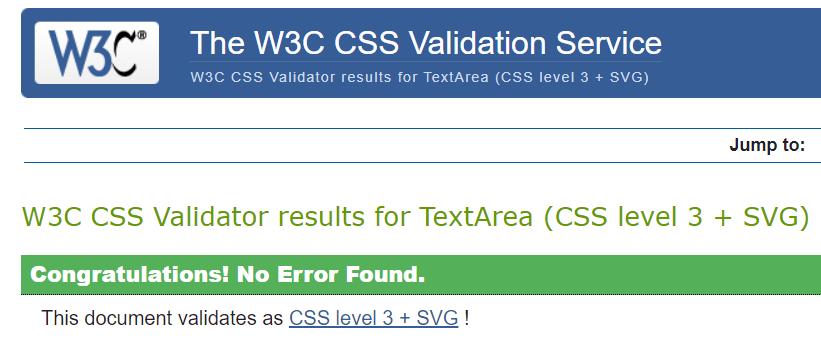 W3C®
The W3C CSS Validation Service
W3C CSS Validator results for TextArea (CSS level 3 + SVG)
Jump to:
W3C CSS Validator results for TextArea (CSS level 3 + SVG)
Congratulations! No Error Found.
This document validates as CSS level 3 + SVG !